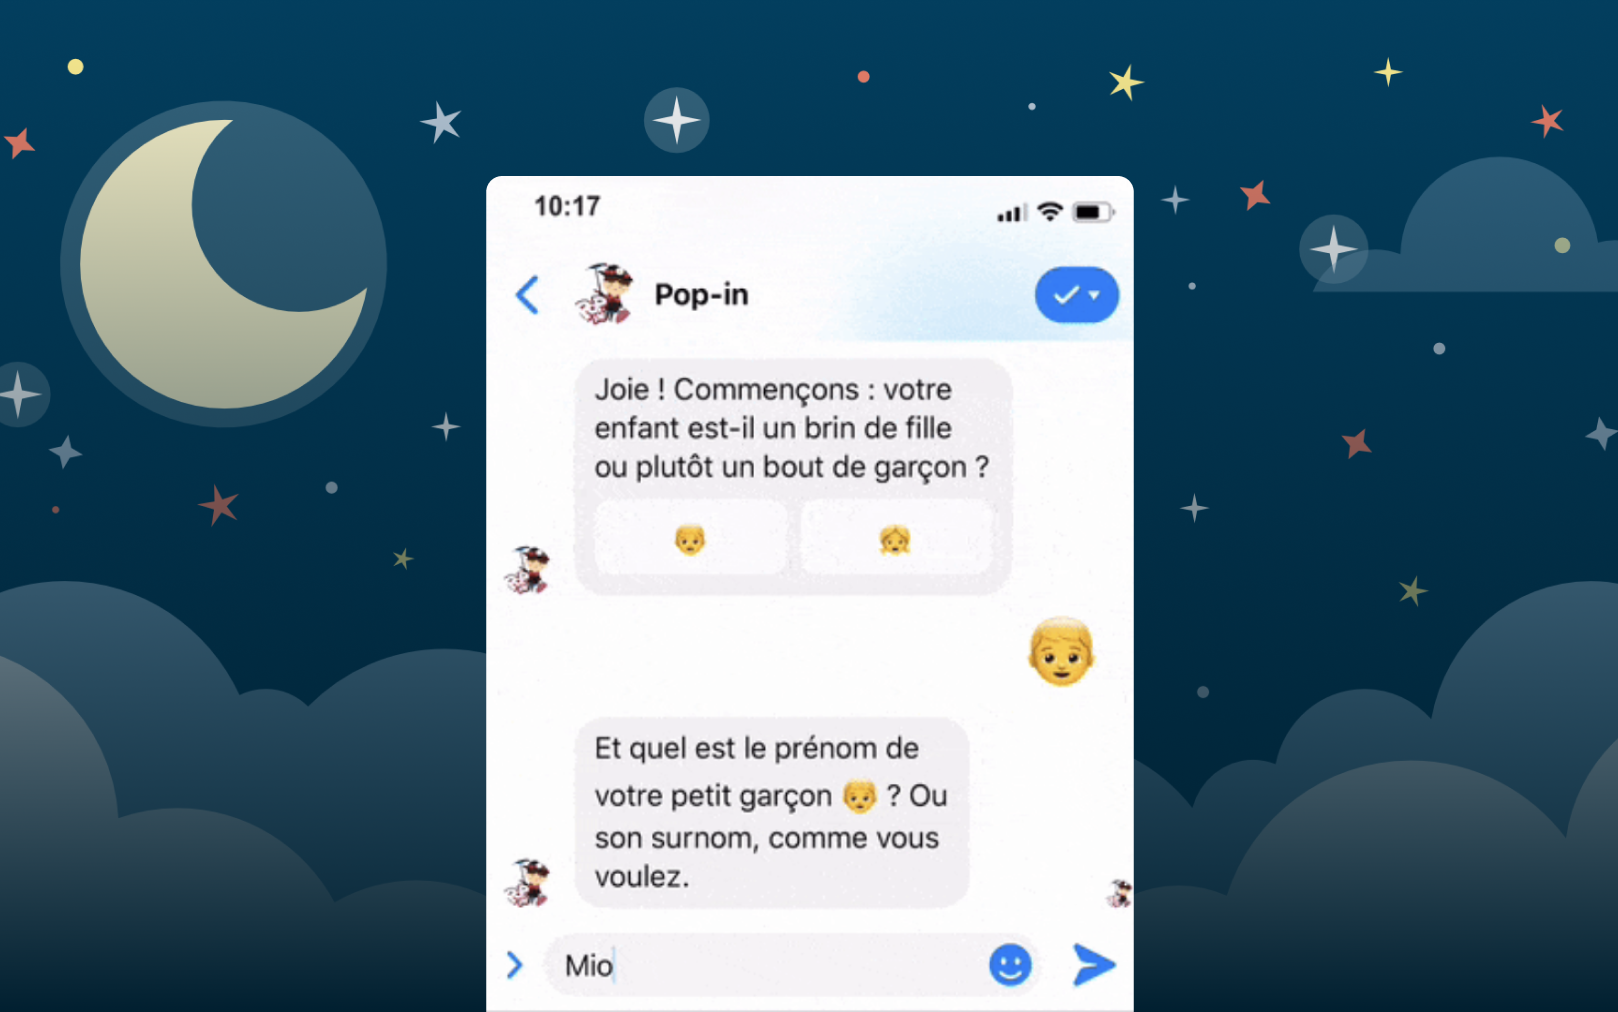 10:17
Pop-in
Joie ! Commençons : votre
enfant est-il un brin de fille
ou plutôt un bout de garçon ?
Et quel est le prénom de
votre petit garçon 👦 ? Ou
son surnom, comme vous
voulez.
Mio